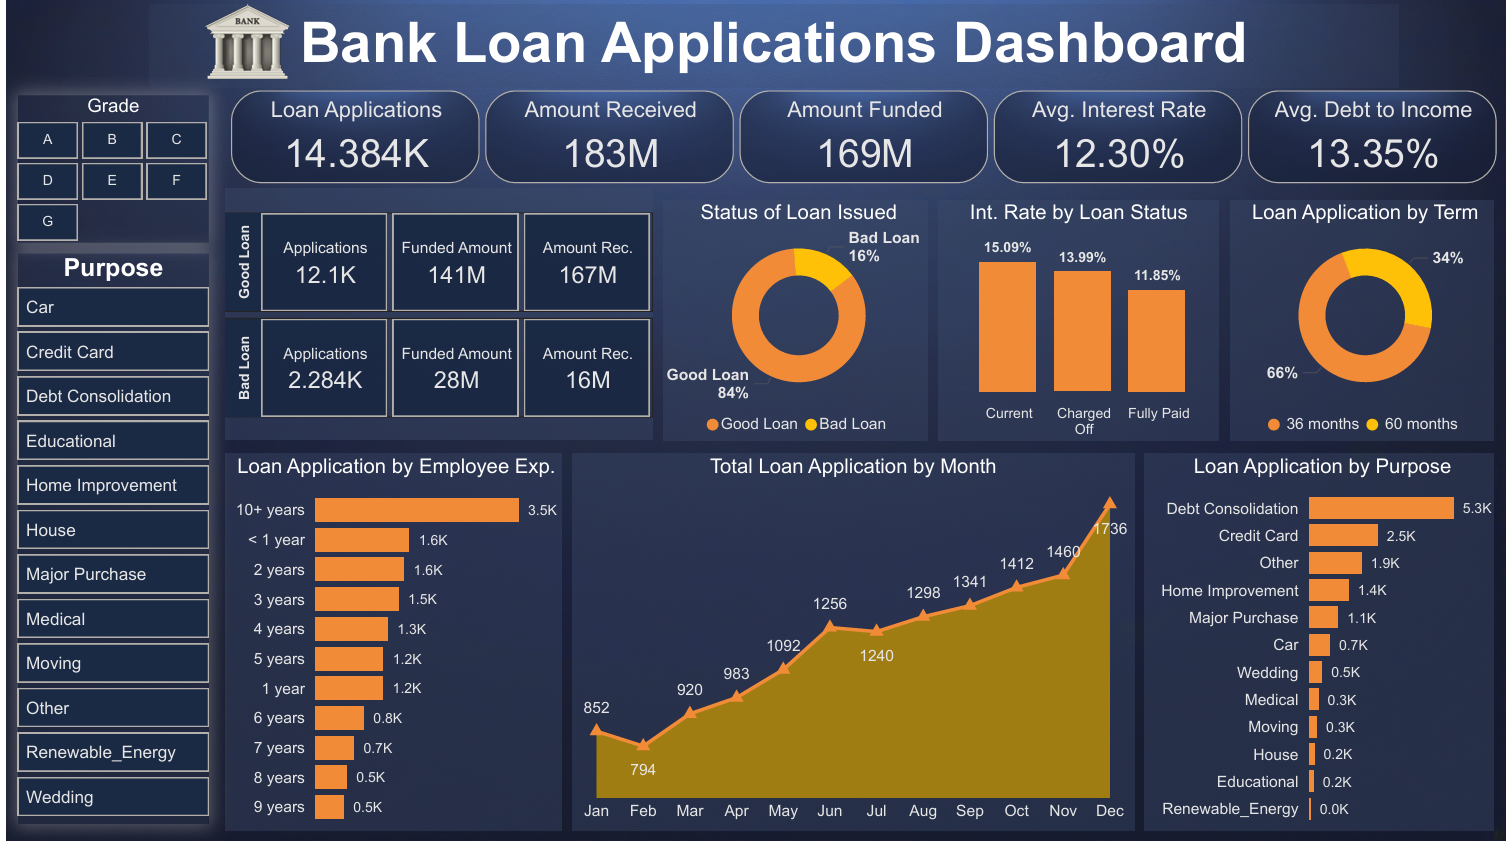 BANK
Bank Loan Applications Dashboard
Grade
A B C
D E F
G
Purpose
Car
Credit Card
Debt Consolidation
Educational
Home Improvement
House
Major Purchase
Medical
Moving
Other
Renewable_Energy
Wedding
Loan Applications
14.384K
Amount Received
183M
Amount Funded
169M
Avg. Interest Rate
12.30%
Avg. Debt to Income
13.35%
Good Loan
Applications
12.1K
Funded Amount
141M
Amount Rec.
167M
Bad Loan
Applications
2.284K
Funded Amount
28M
Amount Rec.
16M
Status of Loan Issued
Bad Loan
16%
Good Loan
84%
Good Loan Bad Loan
Int. Rate by Loan Status
15.09%
13.99%
11.85%
Current
Charged
Off
Fully Paid
Loan Application by Term
34%
66%
36 months 60 months
Loan Application by Employee Exp.
10+ years 3.5K
< 1 year 1.6K
2 years 1.6K
3 years 1.5K
4 years 1.3K
5 years 1.2K
1 year 1.2K
6 years 0.8K
7 years 0.7K
8 years 0.5K
9 years 0.5K
Total Loan Application by Month
852
794
920
983
1092
1256
1240
1298
1341
1412
1460
1736
Jan Feb Mar Apr May Jun Jul Aug Sep Oct Nov Dec
Loan Application by Purpose
Debt Consolidation 5.3K
Credit Card 2.5K
Other 1.9K
Home Improvement 1.4K
Major Purchase 1.1K
Car 0.7K
Wedding 0.5K
Medical 0.3K
Moving 0.3K
House 0.2K
Educational 0.2K
Renewable_Energy 0.0K